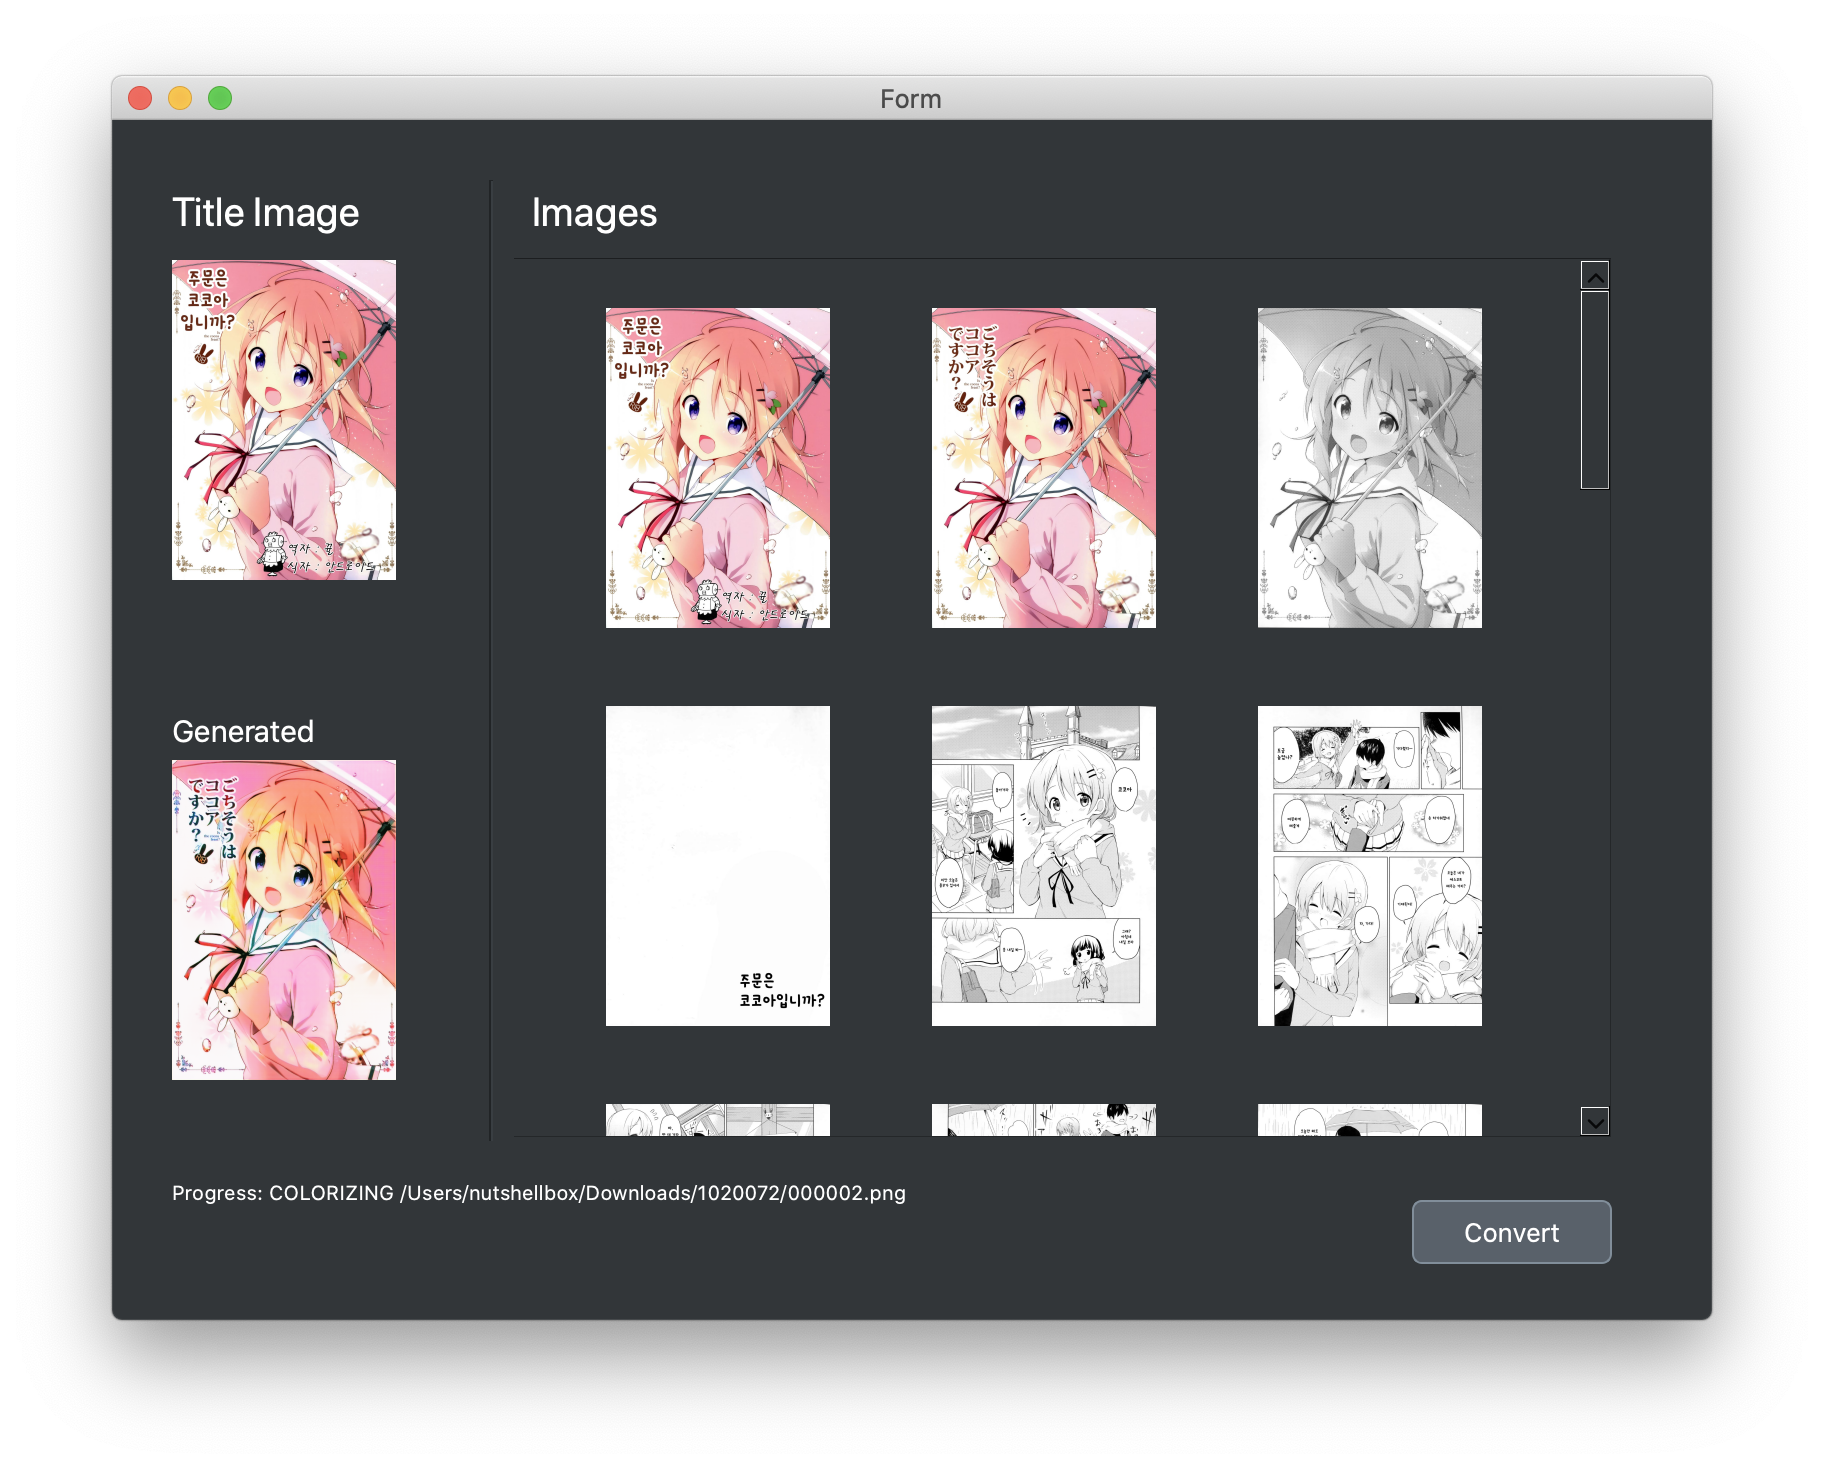 Form
Title Image
주문은
코코아
입니까?
역자 : 꿀
식자 : 안드로이드
Generated
ごちそうは
ココア
ですか?
Images
주문은
코코아
입니까?
역자 : 꿀
식자 : 안드로이드
ごちそうは
ココア
ですか?
주문은
코코아입니까?
코코아
Progress: COLORIZING /Users/nutshellbox/Downloads/1020072/000002.png
Convert